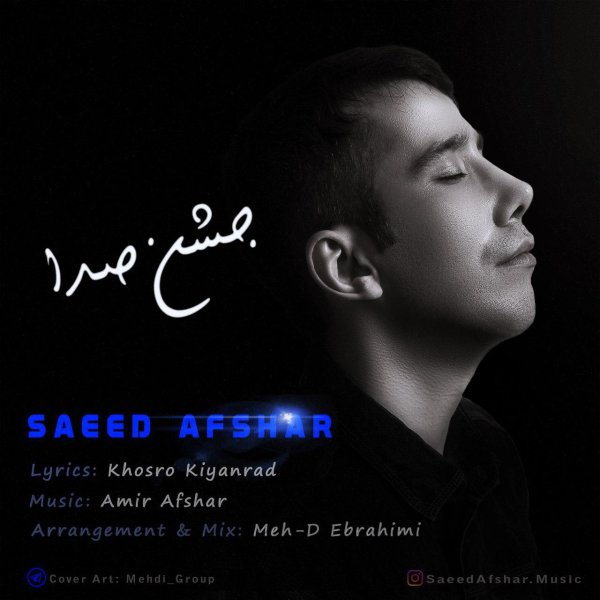 جشن صدا
SAEED AFSHAR
Lyrics: Khosro Kiyanrad
Music: Amir Afshar
Arrangement & Mix: Meh-D Ebrahimi
Cover Art: Mehdi_Group
SaeedAfshar.Music